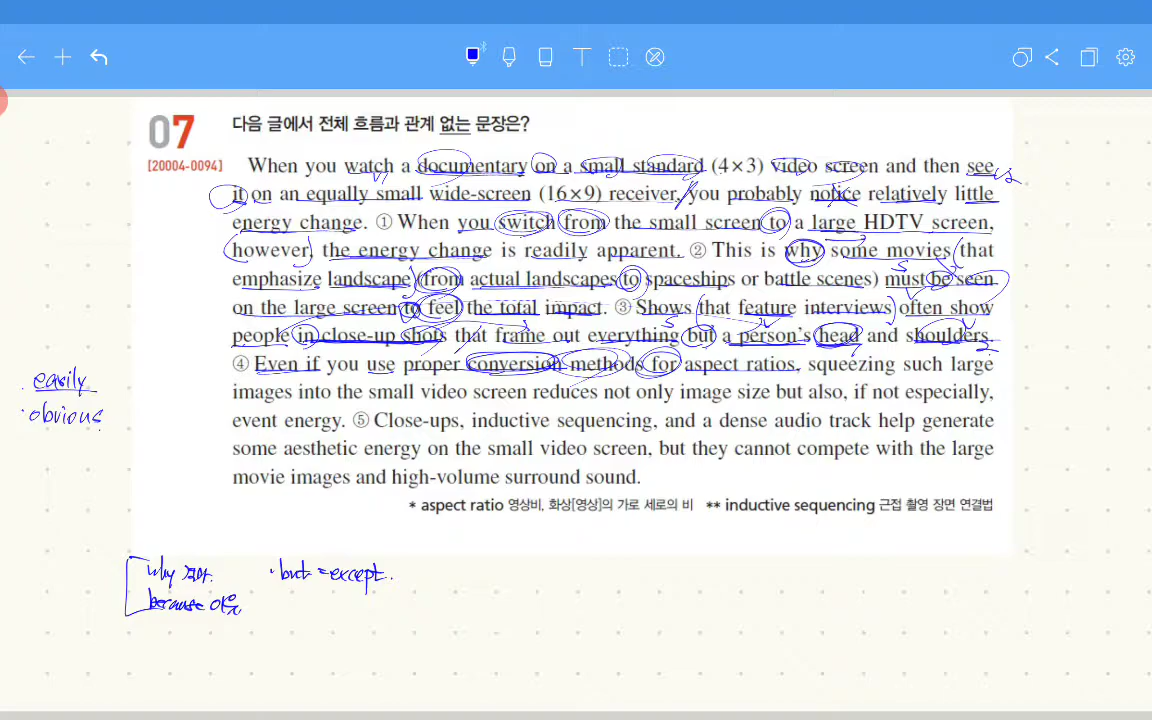 07 다음 글에서 전체 흐름과 관계 없는 문장은?
[20004-0094] When you watch a documentary on a small standard (4×3) video screen and then see
it on an equally small wide-screen (16×9) receiver, you probably notice relatively little
energy change. ① When you switch from the small screen to a large HDTV screen,
however, the energy change is readily apparent. ② This is why some movies (that
emphasize landscape (from actual landscapes to spaceships or battle scenes) must be seen
on the large screen to feel the total impact. ③ Shows that feature interviews often show
people in close-up shots that frame out everything but a person's head and shoulders.
④ Even if you use proper conversion methods for aspect ratios, squeezing such large
images into the small video screen reduces not only image size but also, if not especially,
event energy. ⑤ Close-ups, inductive sequencing, and a dense audio track help generate
some aesthetic energy on the small video screen, but they cannot compete with the large
movie images and high-volume surround sound.
* aspect ratio 영상비, 화상[영상]의 가로 세로의 비 ** inductive sequencing 근접 촬영 장면 연결법
· easily
· obvious
why 결과.
because 이유
· but = except.